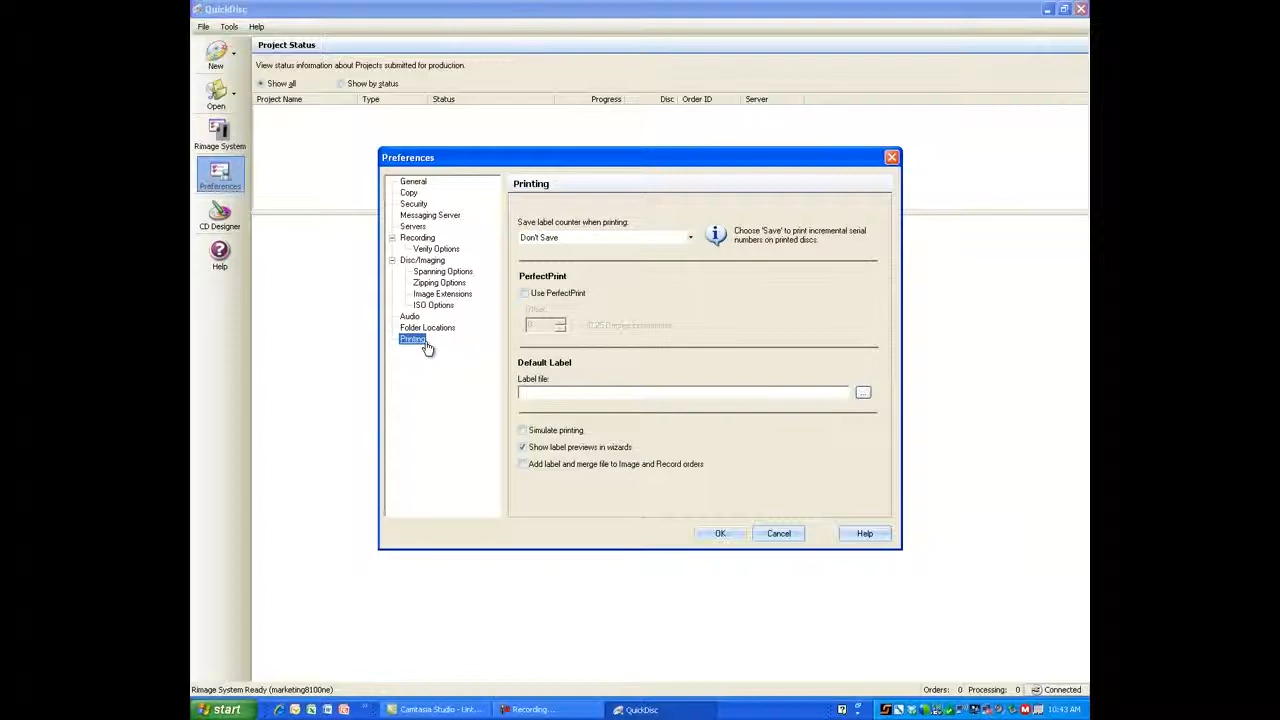 QuickDisc
File Tools Help
New
Open
Rimage System
Preferences
CD Designer
Help
Project Status
View status information about Projects submitted for production.
Show all Show by status
Project Name Type Status Progress Disc Order ID Server
Preferences
General
Copy
Security
Messaging Server
Servers
Recording
Verify Options
Disc/Imaging
Spanning Options
Zipping Options
Image Extensions
ISO Options
Audio
Folder Locations
Printing
Printing
Save label counter when printing:
Don't Save
Choose 'Save' to print incremental serial
numbers on printed discs.
PerfectPrint
Use PerfectPrint
Offset:
0
Default Label
Label file:
...
Simulate printing
Show label previews in wizards
Add label and merge file to Image and Record orders
OK Cancel Help
Rimage System Ready (marketing8100ne) Orders: 0 Processing: 0 Connected
start Camtasia Studio - Unt... Recording... QuickDisc 10:43 AM